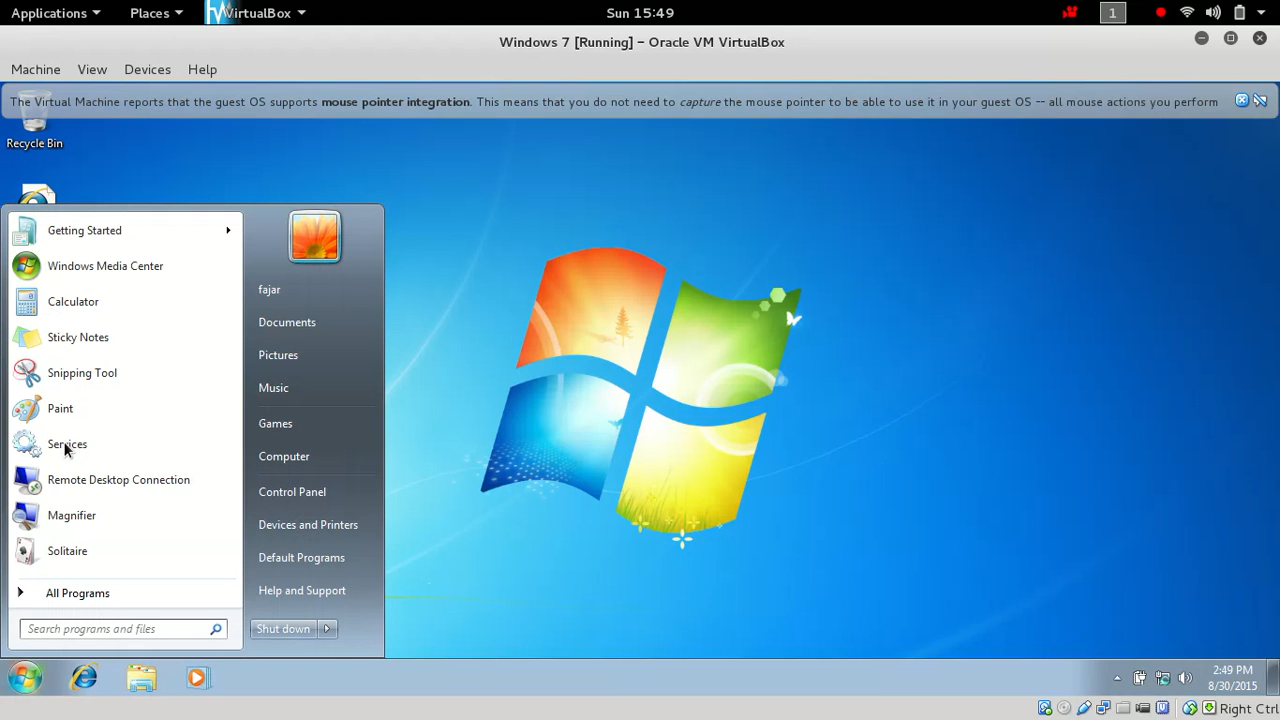 Applications Places VirtualBox Sun 15:49 1
Windows 7 [Running] – Oracle VM VirtualBox
Machine View Devices Help
The Virtual Machine reports that the guest OS supports mouse pointer integration. This means that you do not need to capture the mouse pointer to be able to use it in your guest OS -- all mouse actions you perform
Recycle Bin
Getting Started
Windows Media Center
Calculator
Sticky Notes
Snipping Tool
Paint
Services
Remote Desktop Connection
Magnifier
Solitaire
All Programs
Search programs and files
fajar
Documents
Pictures
Music
Games
Computer
Control Panel
Devices and Printers
Default Programs
Help and Support
Shut down
2:49 PM
8/30/2015
Right Ctrl